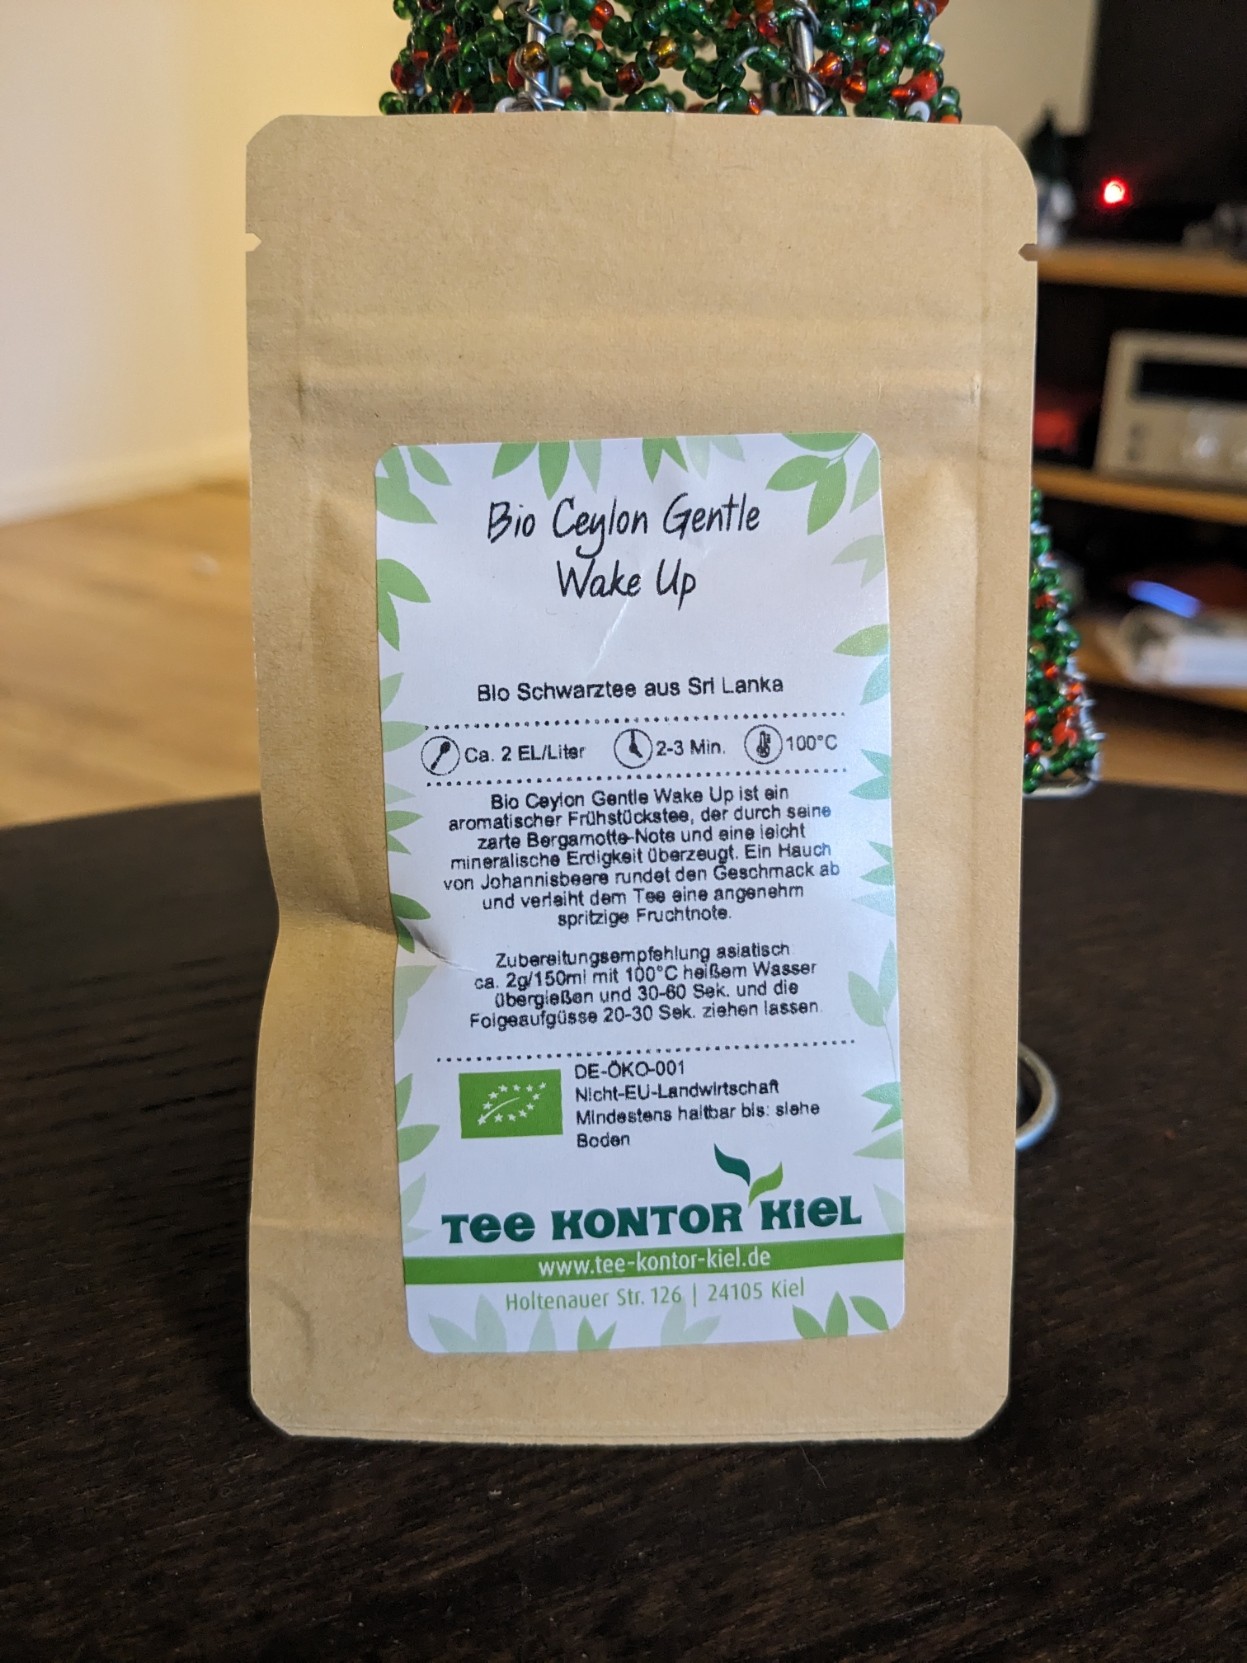 Bio Ceylon Gentle
Wake Up
Bio Schwarztee aus Sri Lanka
Ca. 2 EL/Liter 2-3 Min. 100°C
Bio Ceylon Gentle Wake Up ist ein
aromatischer Frühstückstee, der durch seine
zarte Bergamotte-Note und eine leicht
mineralische Erdigkeit überzeugt. Ein Hauch
von Johannisbeere rundet den Geschmack ab
und verleiht dem Tee eine angenehm
spritzige Fruchtnote.
Zubereitungsempfehlung asiatisch
ca. 2g/150ml mit 100°C heißem Wasser
übergießen und 30-60 Sek. und die
Folgeaufgüsse 20-30 Sek. ziehen lassen.
DE-ÖKO-001
Nicht-EU-Landwirtschaft
Mindestens haltbar bis: siehe
Boden
TEE KONTOR KIEL
www.tee-kontor-kiel.de
Holtenauer Str. 126 | 24105 Kiel